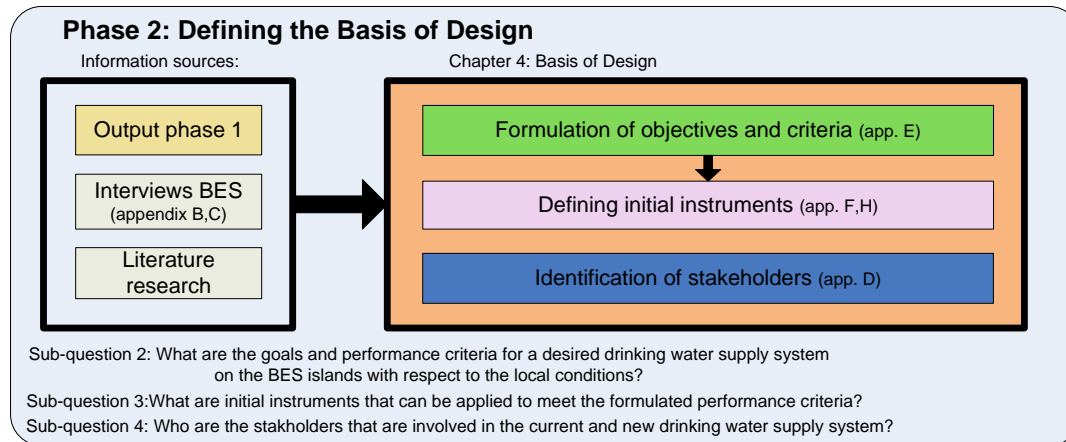 Phase 2: Defining the Basis of Design
Information sources:
Chapter 4: Basis of Design
Output phase 1
Interviews BES
(appendix B,C)
Literature
research
Formulation of objectives and criteria (app. E)
Defining initial instruments (app. F,H)
Identification of stakeholders (app. D)
Sub-question 2: What are the goals and performance criteria for a desired drinking water supply system
on the BES islands with respect to the local conditions?
Sub-question 3:What are initial instruments that can be applied to meet the formulated performance criteria?
Sub-question 4: Who are the stakholders that are involved in the current and new drinking water supply system?